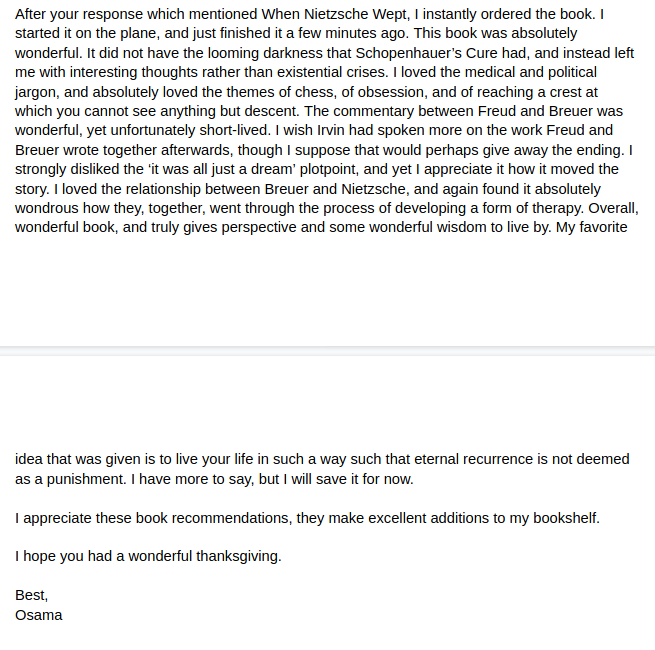 After your response which mentioned When Nietzsche Wept, I instantly ordered the book. I
started it on the plane, and just finished it a few minutes ago. This book was absolutely
wonderful. It did not have the looming darkness that Schopenhauer’s Cure had, and instead left
me with interesting thoughts rather than existential crises. I loved the medical and political
jargon, and absolutely loved the themes of chess, of obsession, and of reaching a crest at
which you cannot see anything but descent. The commentary between Freud and Breuer was
wonderful, yet unfortunately short-lived. I wish Irvin had spoken more on the work Freud and
Breuer wrote together afterwards, though I suppose that would perhaps give away the ending. I
strongly disliked the ‘it was all just a dream’ plotpoint, and yet I appreciate it how it moved the
story. I loved the relationship between Breuer and Nietzsche, and again found it absolutely
wondrous how they, together, went through the process of developing a form of therapy. Overall,
wonderful book, and truly gives perspective and some wonderful wisdom to live by. My favorite
idea that was given is to live your life in such a way such that eternal recurrence is not deemed
as a punishment. I have more to say, but I will save it for now.
I appreciate these book recommendations, they make excellent additions to my bookshelf.
I hope you had a wonderful thanksgiving.
Best,
Osama